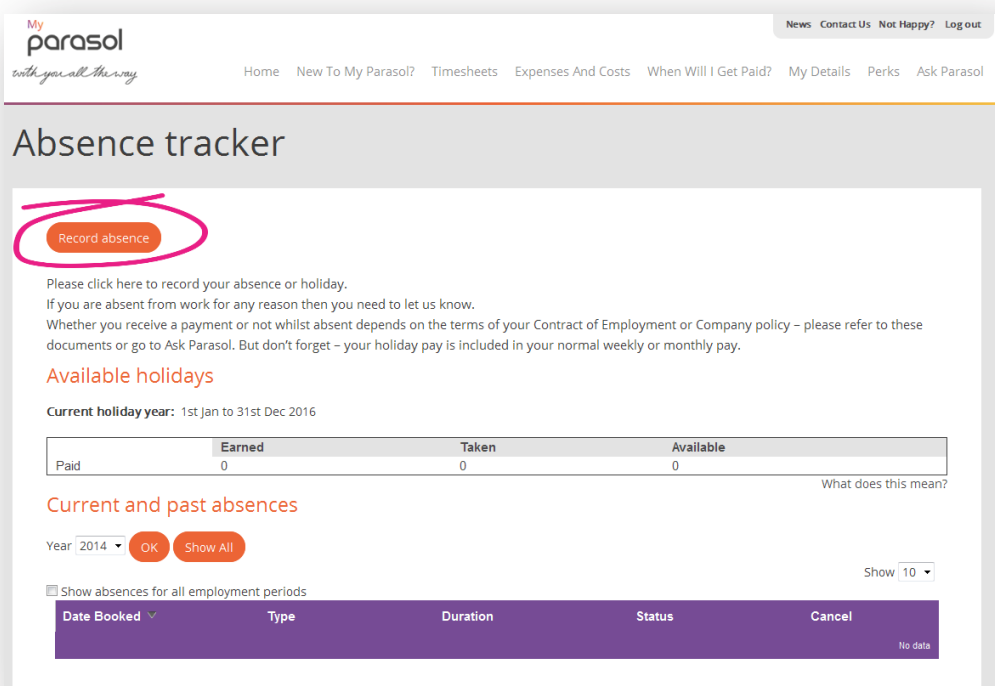 News Contact Us Not Happy? Log out
My
parasol
with you all the way
Home New To My Parasol? Timesheets Expenses And Costs When Will I Get Paid? My Details Perks Ask Parasol
Absence tracker
Record absence
Please click here to record your absence or holiday.
If you are absent from work for any reason then you need to let us know.
Whether you receive a payment or not whilst absent depends on the terms of your Contract of Employment or Company policy – please refer to these
documents or go to Ask Parasol. But don’t forget – your holiday pay is included in your normal weekly or monthly pay.
Available holidays
Current holiday year: 1st Jan to 31st Dec 2016
Earned Taken Available
Paid 0 0 0
What does this mean?
Current and past absences
Year 2014 OK Show All
Show 10
Show absences for all employment periods
Date Booked Type Duration Status Cancel
No data